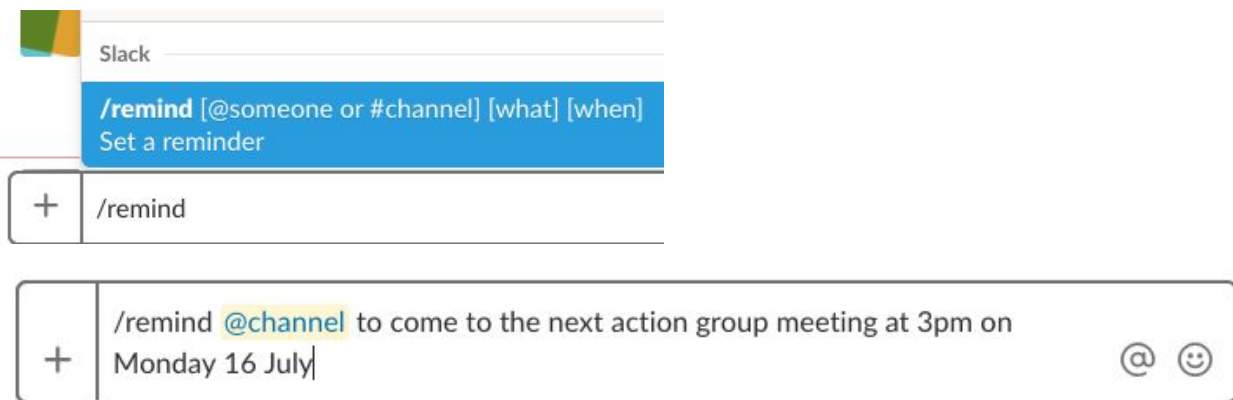 Slack
/remind [@someone or #channel] [what] [when]
Set a reminder
/remind
/remind @channel to come to the next action group meeting at 3pm on
Monday 16 July